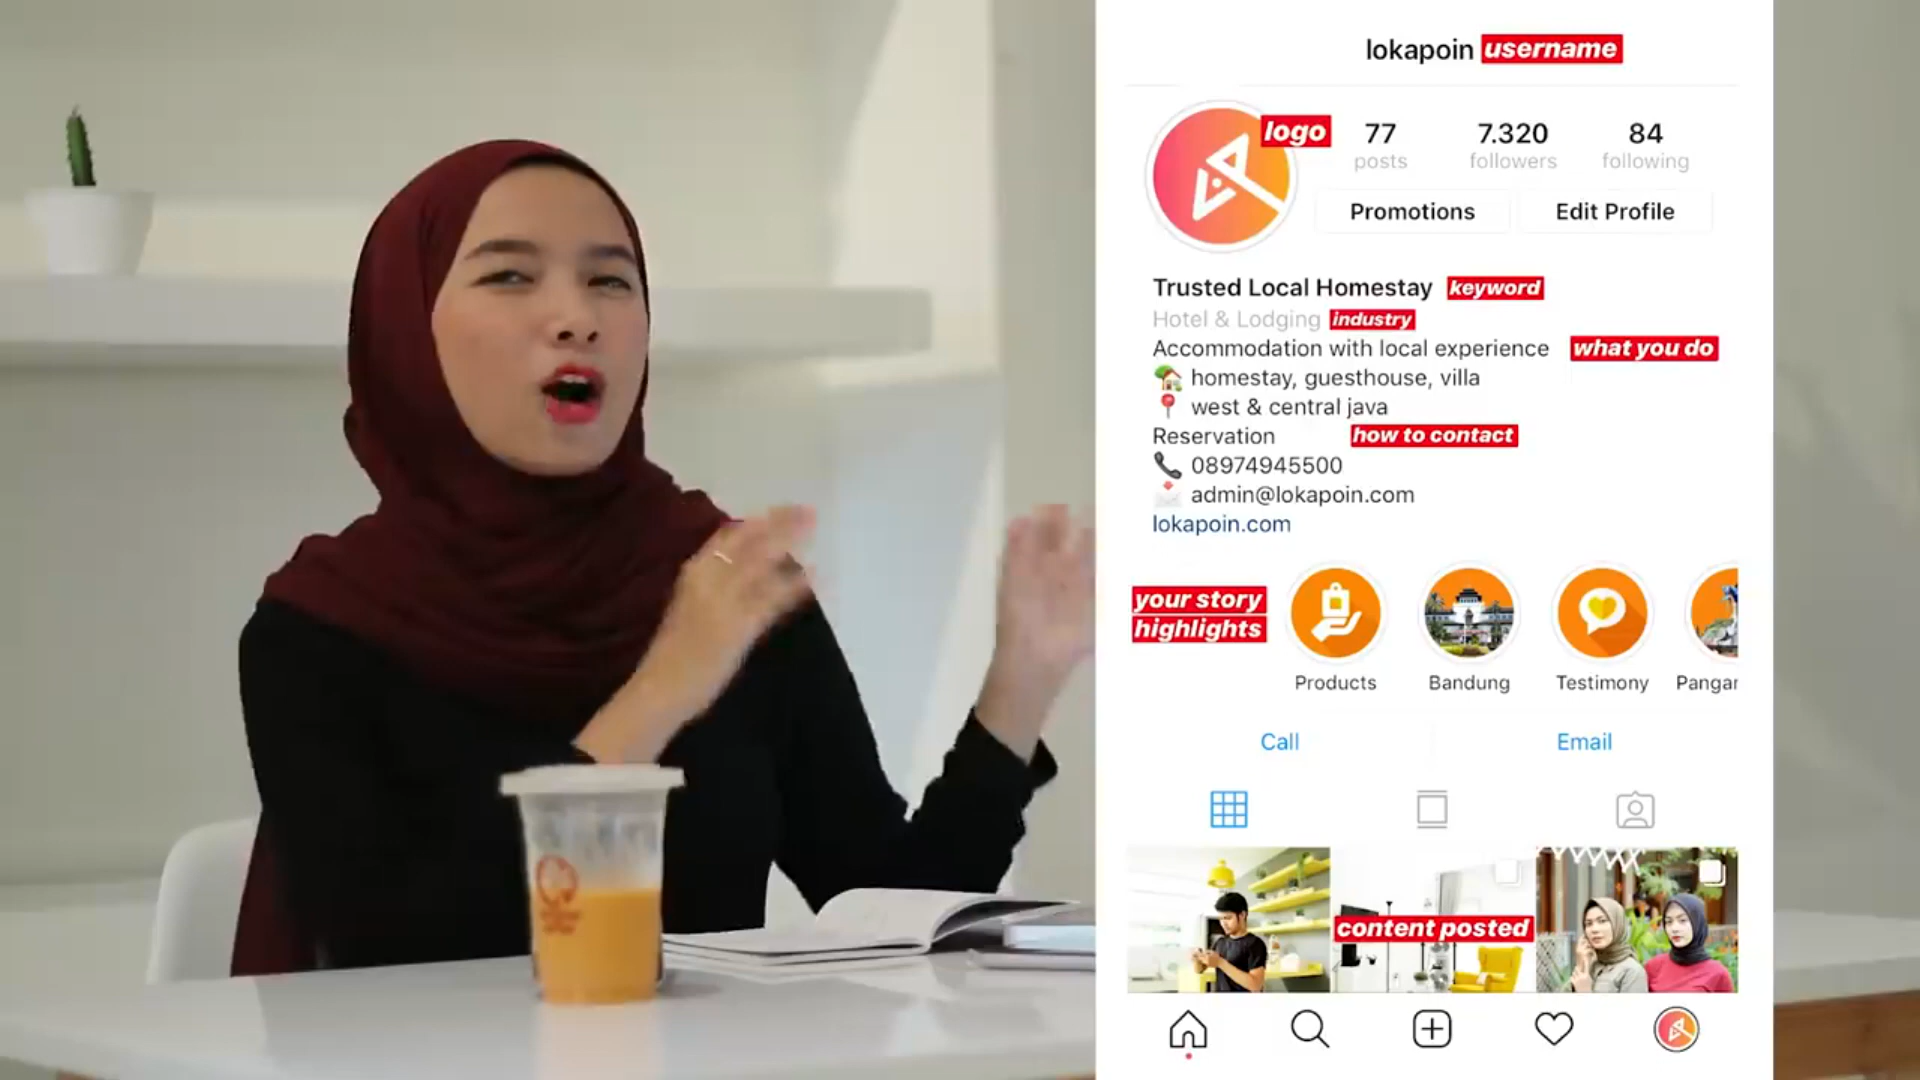 lokapoin username
logo
77 7.320 84
posts followers following
Promotions Edit Profile
Trusted Local Homestay keyword
Hotel & Lodging industry
Accommodation with local experience what you do
homestay, guesthouse, villa
west & central java
Reservation how to contact
08974945500
admin@lokapoin.com
lokapoin.com
your story
highlights
Products Bandung Testimony Pangan
Call Email
content posted